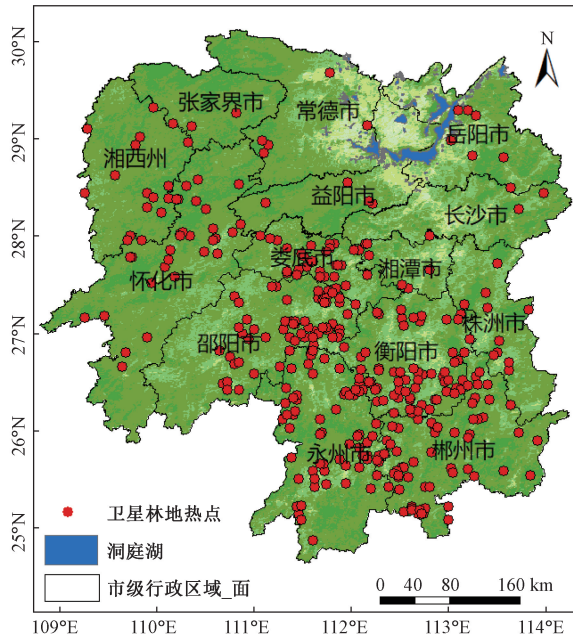 30°N
29°N
28°N
27°N
26°N
25°N
N
张家界市
常德市
岳阳市
湘西州
益阳市
长沙市
娄底市
湘潭市
怀化市
株洲市
邵阳市
衡阳市
永州市
郴州市
卫星林地热点
洞庭湖
市级行政区域_面
0 40 80 160 km
109°E 110°E 111°E 112°E 113°E 114°E